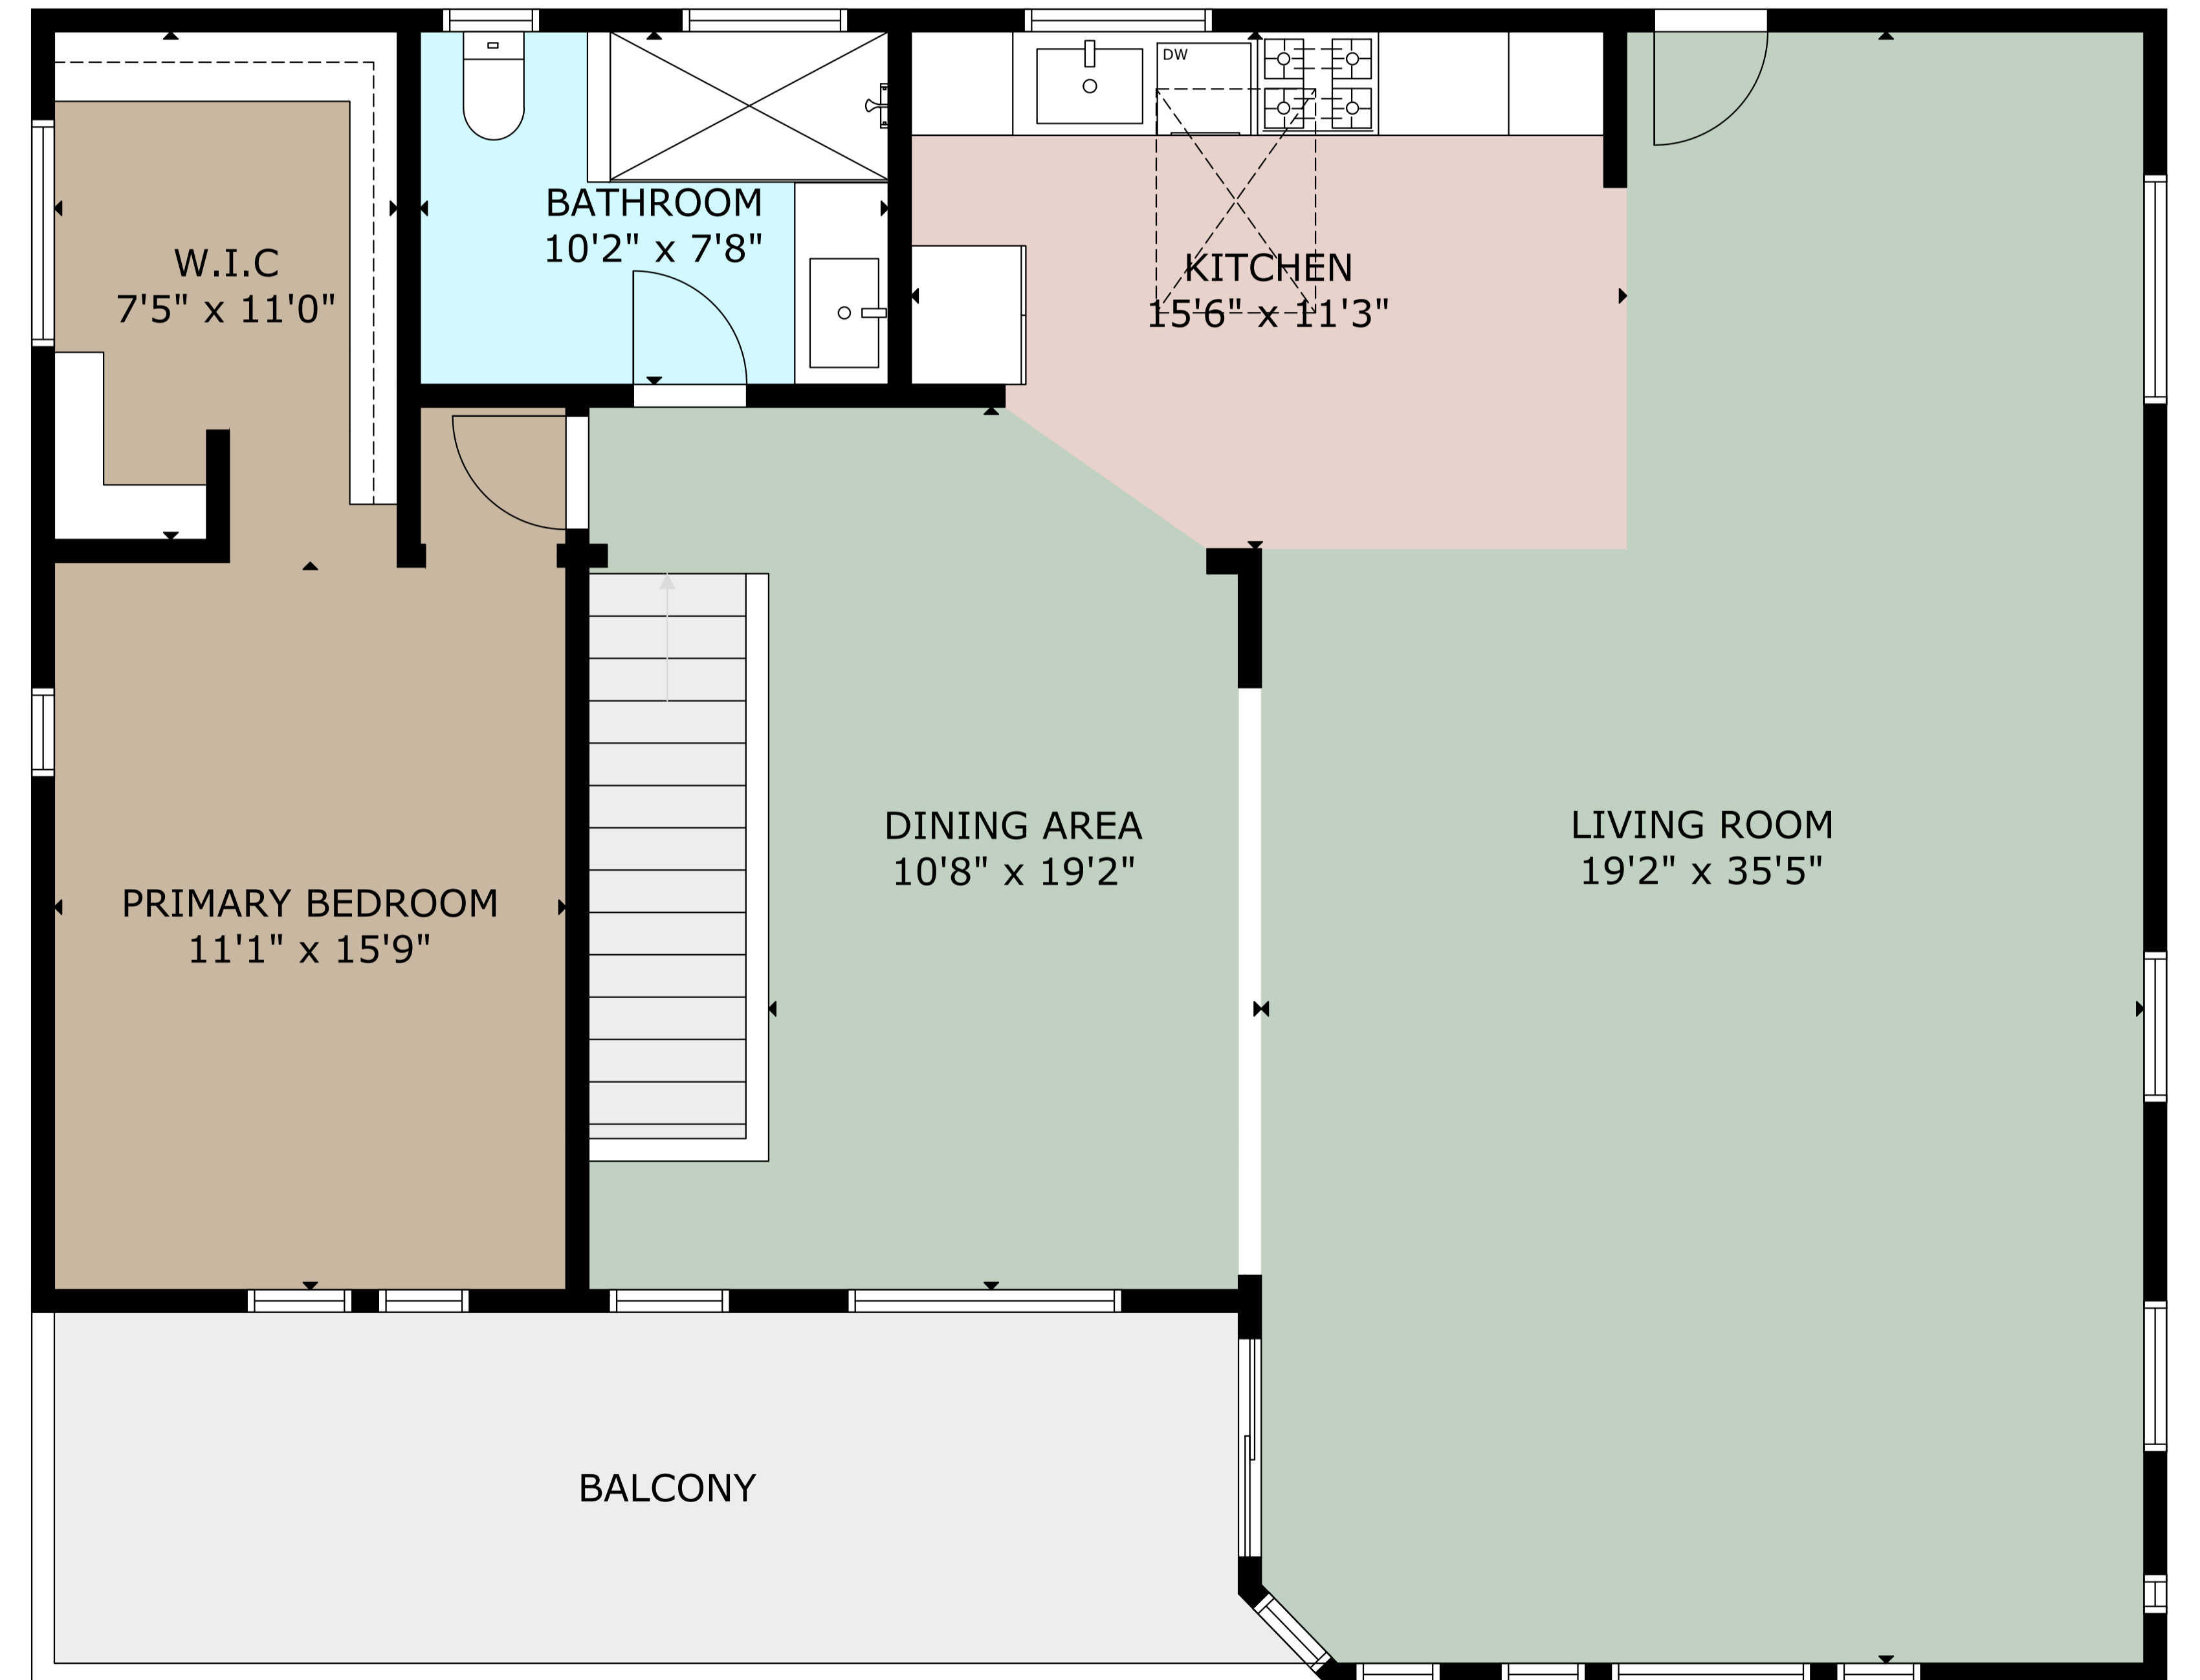 DW
BATHROOM
10'2" x 7'8"
W.I.C
7'5" x 11'0"
KITCHEN
15'6" x 11'3"
DINING AREA
10'8" x 19'2"
LIVING ROOM
19'2" x 35'5"
PRIMARY BEDROOM
11'1" x 15'9"
BALCONY